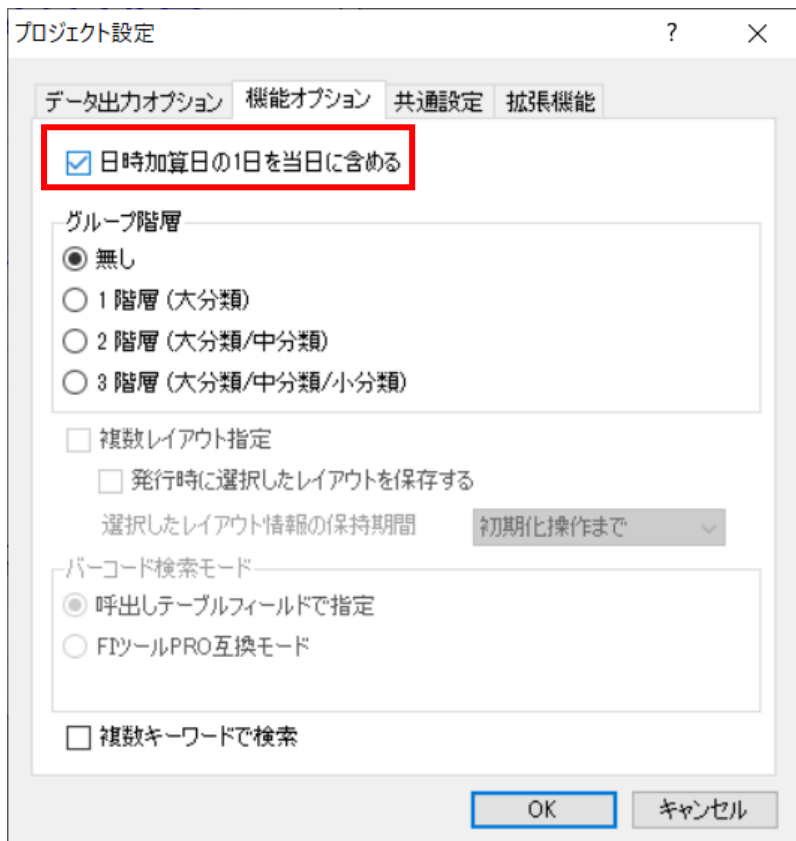 プロジェクト設定 ?
データ出力オプション 機能オプション 共通設定 拡張機能
日時加算日の1日を当日に含める
グループ階層
無し
1 階層 (大分類)
2 階層 (大分類/中分類)
3 階層 (大分類/中分類/小分類)
複数レイアウト指定
発行時に選択したレイアウトを保存する
選択したレイアウト情報の保持期間 初期化操作まで
バーコード検索モード
呼出しテーブルフィールドで指定
FIツールPRO互換モード
複数キーワードで検索
OK キャンセル